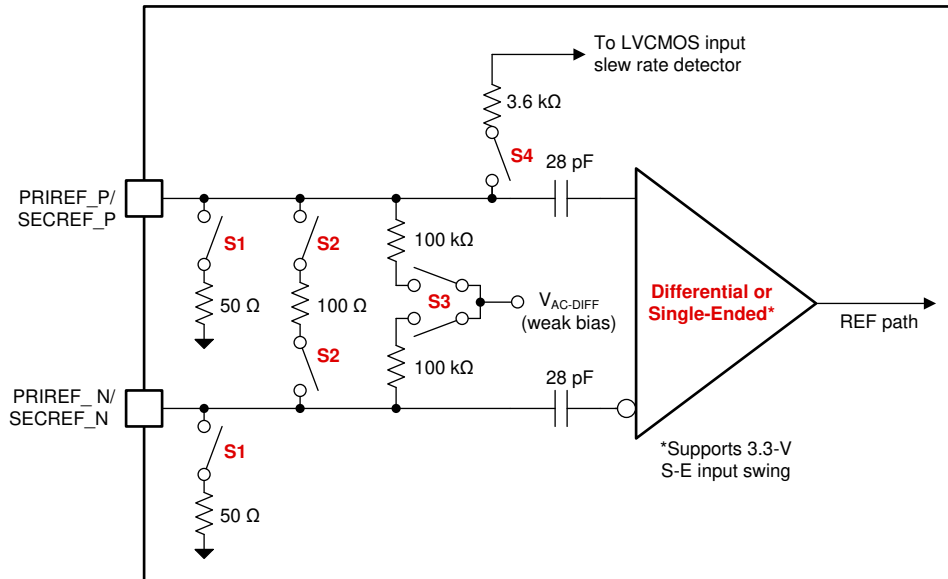 To LVCMOS input
slew rate detector
3.6 kΩ
S4
28 pF
PRIREF_P/
SECREF_P
S1
S2
100 kΩ
50 Ω
100 Ω
S3
V_AC-DIFF
(weak bias)
Differential or
Single-Ended*
REF path
S2
100 kΩ
PRIREF_N/
SECREF_N
28 pF
S1
*Supports 3.3-V
S-E input swing
50 Ω